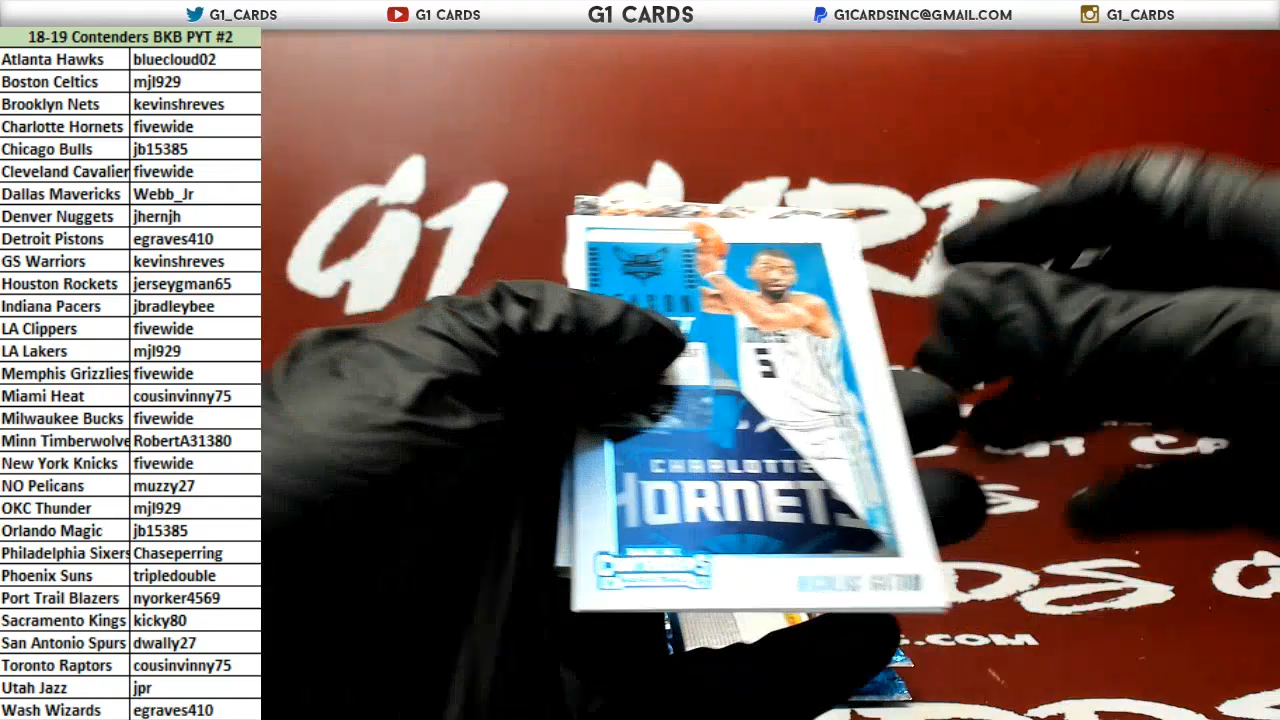 G1_CARDS
G1 CARDS
G1 CARDS
G1CARDSINC@GMAIL.COM
G1_CARDS
18-19 Contenders BKB PYT #2
Atlanta Hawks bluecloud02
Boston Celtics mjl929
Brooklyn Nets kevinshreves
Charlotte Hornets fivewide
Chicago Bulls jb15385
Cleveland Cavalier fivewide
Dallas Mavericks Webb_Jr
Denver Nuggets jhernjh
Detroit Pistons egraves410
GS Warriors kevinshreves
Houston Rockets jerseygman65
Indiana Pacers jbradleybee
LA Clippers fivewide
LA Lakers mjl929
Memphis Grizzlies fivewide
Miami Heat cousinvinny75
Milwaukee Bucks fivewide
Minn Timberwolve RobertA31380
New York Knicks fivewide
NO Pelicans muzzy27
OKC Thunder mjl929
Orlando Magic jb15385
Philadelphia Sixers Chaseperring
Phoenix Suns tripledouble
Port Trail Blazers nyorker4569
Sacramento Kings kicky80
San Antonio Spurs dwally27
Toronto Raptors cousinvinny75
Utah Jazz jpr
Wash Wizards egraves410
G1 CARDS
5
CHARLOTTE
HORNETS